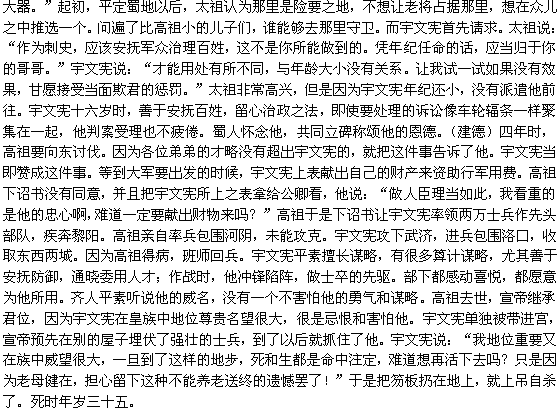 大器。”起初，平定蜀地以后，太祖认为那里是险要之地，不想让老将占据那里，想在众儿
之中推选一个。问遍了比高祖小的儿子们，谁能够去那里守卫。而宇文宪首先请求。太祖说：
“作为刺史，应该安抚军众治理百姓，这不是你所能做到的。凭年纪任命的话，应当归于你
的哥哥。”宇文宪说：“才能用处有所不同，与年龄大小没有关系。让我试一试如果没有效
果，甘愿接受当面欺君的惩罚。”太祖非常高兴，但是因为宇文宪年纪还小，没有派遣他前
往。宇文宪十六岁时，善于安抚百姓，留心治政之法，即使要处理的诉讼像车轮辐条一样聚
集在一起，他判案受理也不疲倦。蜀人怀念他，共同立碑称颂他的恩德。（建德）四年时，
高祖要向东讨伐。因为各位弟弟的才略没有超出宇文宪的，就把这件事告诉了他。宇文宪当
即赞成这件事。等到大军要出发的时候，宇文宪上表献出自己的财产来资助行军用费。高祖
下诏书没有同意，并且把宇文宪所上之表拿给公卿看，他说：“做人臣理当如此，我看重的
是他的忠心啊，难道一定要献出财物来吗？”高祖于是下诏书让宇文宪率领两万士兵作先头
部队，疾奔黎阳。高祖亲自率兵包围河阴，未能攻克。宇文宪攻下武济，进兵包围洛口，收
取东西两城。因为高祖得病，班师回兵。宇文宪平素擅长谋略，有很多算计谋略，尤其善于
安抚防御，通晓委用人才；作战时，他冲锋陷阵，做士卒的先驱。部下都感动喜悦，都愿意
为他所用。齐人平素听说他的威名，没有一个不害怕他的勇气和谋略。高祖去世，宣帝继承
君位，因为宇文宪在皇族中地位尊贵名望很大，很是忌恨和害怕他。宇文宪单独被带进宫，
宣帝预先在别的屋子埋伏了强壮的士兵，到了以后就抓住了他。宇文宪说：“我地位重要又
在族中威望很大，一旦到了这样的地步，死和生都是命中注定，难道想再活下去吗？只是因
为老母健在，担心留下这种不能养老送终的遗憾罢了！”于是把笏板扔在地上，就上吊自杀
了。死时年岁三十五。